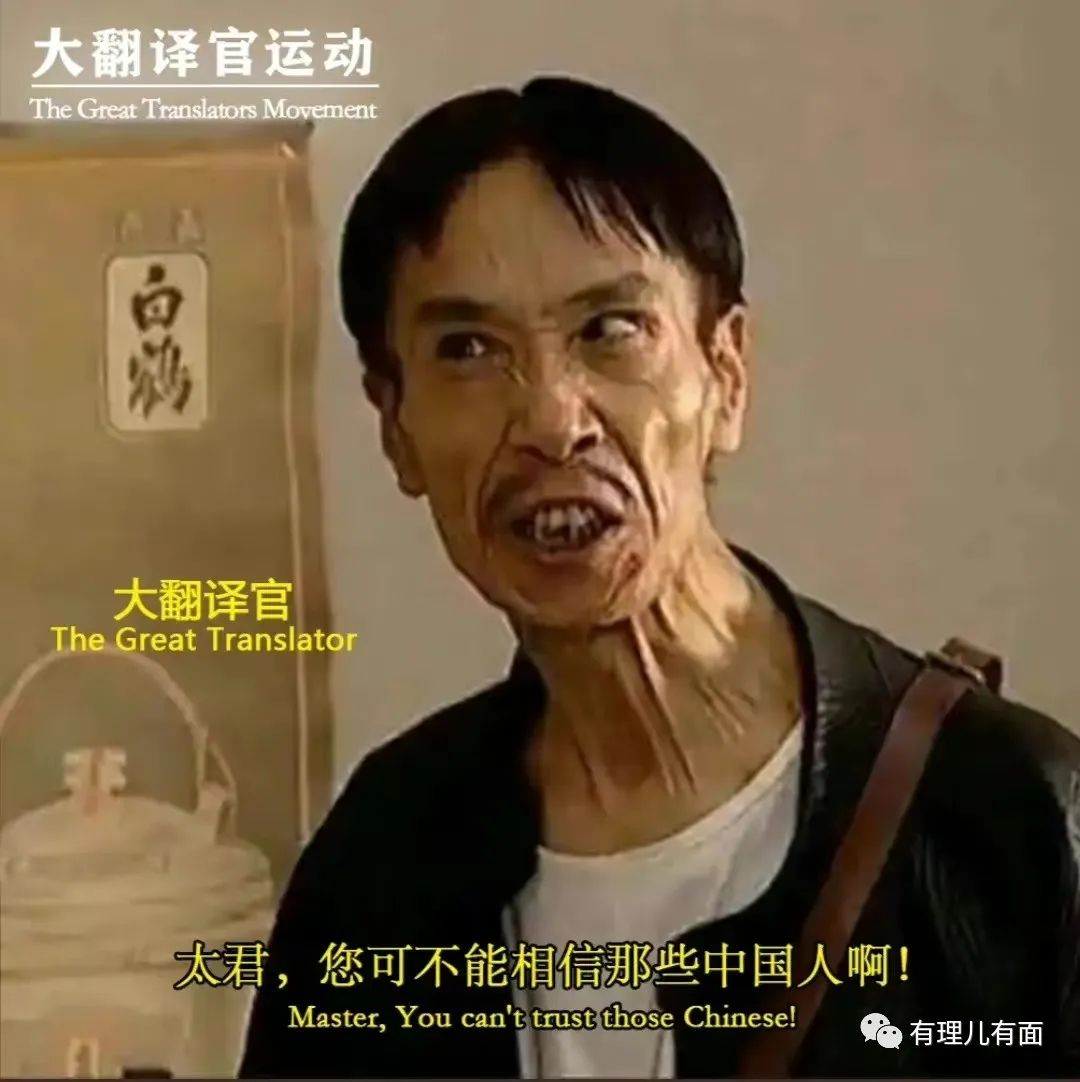 大翻译官运动
The Great Translators Movement
白鹤
大翻译官
The Great Translator
太君，您可不能相信那些中国人啊！
Master, You can't trust those Chinese!
有理儿有面